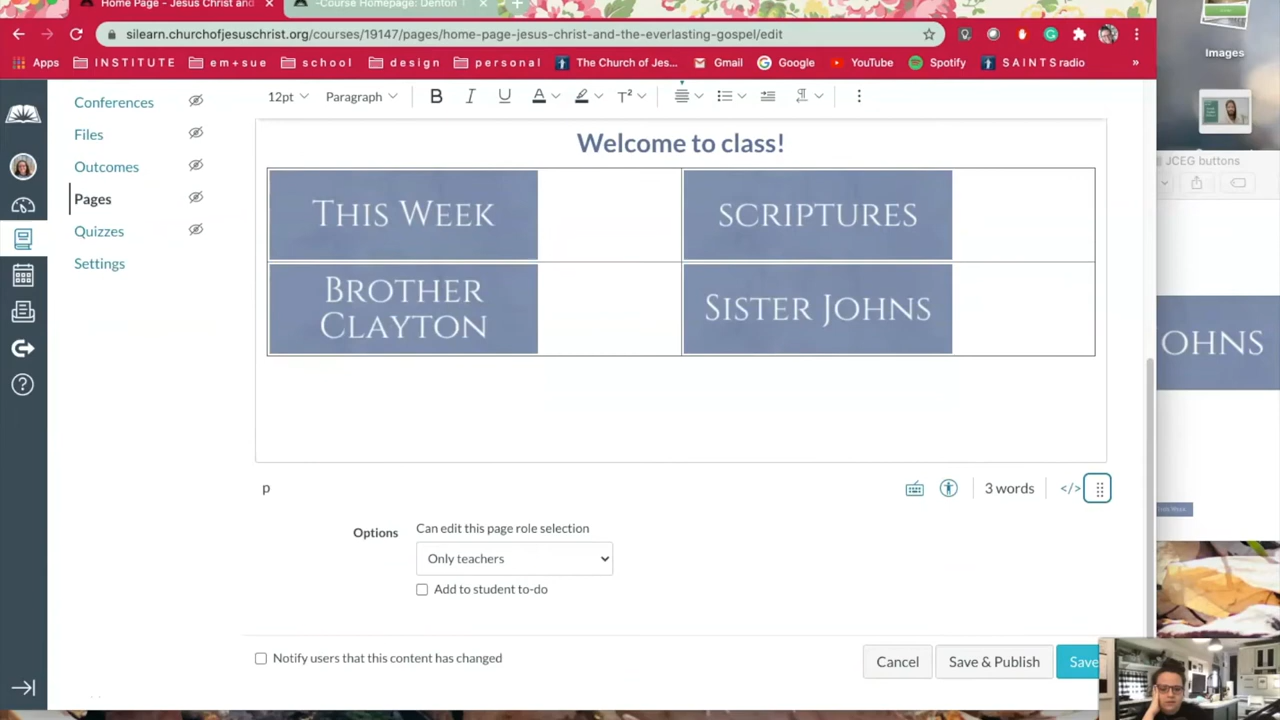 Home Page - Jesus Christ and
-Course Homepage: Denton
silearn.churchofjesuschrist.org/courses/19147/pages/home-page-jesus-christ-and-the-everlasting-gospel/edit
Apps INSTITUTE em+sue school design personal The Church of Jes... Gmail Google YouTube Spotify SAINTS radio »
Images
JCEG buttons
12pt Paragraph B I U A T²
Conferences
Files
Outcomes
Pages
Quizzes
Settings
Welcome to class!
THIS WEEK SCRIPTURES
BROTHER CLAYTON SISTER JOHNS
OHNS
This Week
p 3 words </>
Options Can edit this page role selection
Only teachers
Add to student to-do
Notify users that this content has changed
Cancel Save & Publish Save